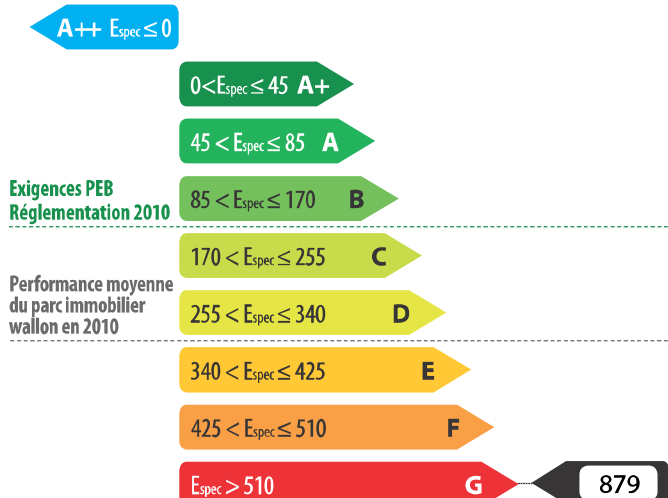 A++ Espec ≤ 0
0<Espec ≤ 45 A+
45 < Espec ≤ 85 A
Exigences PEB
Réglementation 2010
85 < Espec ≤ 170 B
170 < Espec ≤ 255 C
Performance moyenne
du parc immobilier
wallon en 2010
255 < Espec ≤ 340 D
340 < Espec ≤ 425 E
425 < Espec ≤ 510 F
Espec > 510 G
879